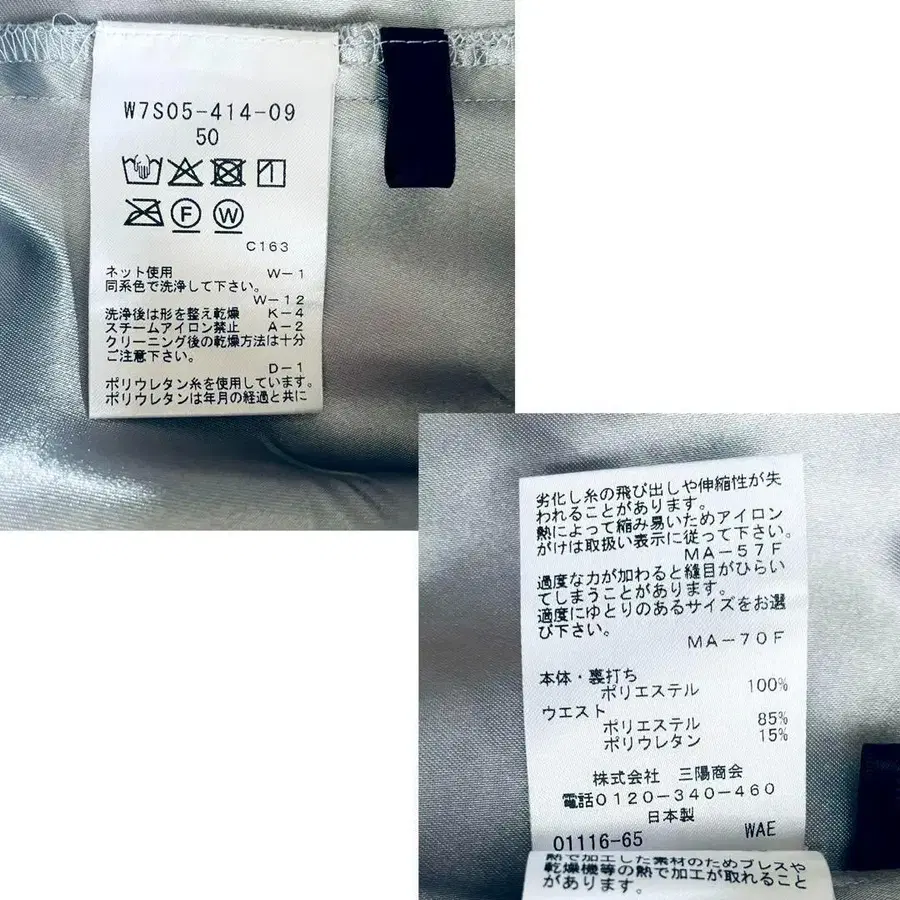 W7S05-414-09
50
F W
C163
ネット使用 W-1
同系色で洗浄して下さい。
W-12
洗浄後は形を整え乾燥 K-4
スチームアイロン禁止 A-2
クリーニング後の乾燥方法は十分
ご注意下さい。
D-1
ポリウレタン糸を使用しています。
ポリウレタンは年月の経過と共に
劣化し糸の飛び出しや伸縮性が失
われることがあります。
熱によって縮み易いためアイロン
がけは取扱い表示に従って下さい。
MA-57F
過度な力が加わると縫目がひらい
てしまうことがあります。
適度にゆとりのあるサイズをお選
び下さい。
MA-70F
本体・裏打ち
ポリエステル 100%
ウエスト
ポリエステル 85%
ポリウレタン 15%
株式会社 三陽商会
電話0120-340-460
日本製
01116-65 WAE
熱で加工した素材のためプレスや
乾燥機等の熱で加工が取れること
があります。